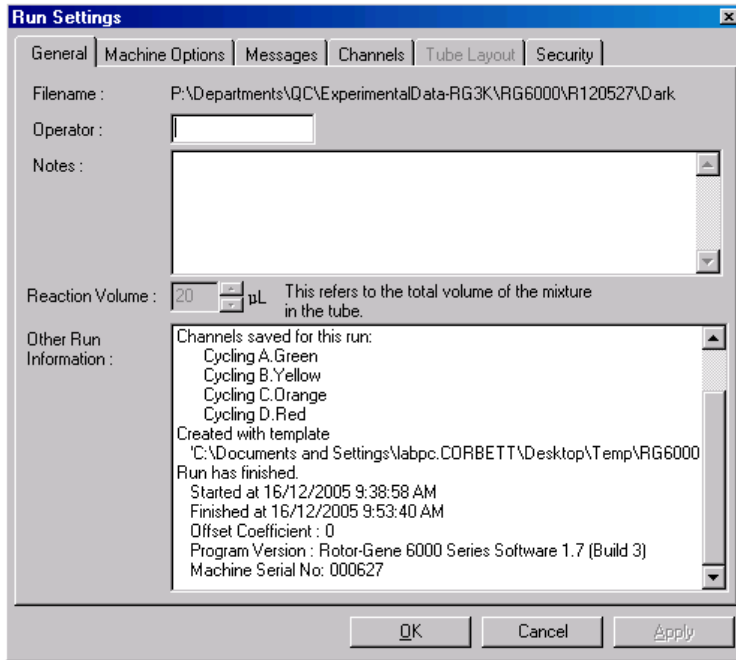 Run Settings
General Machine Options Messages Channels Tube Layout Security
Filename : P:\Departments\QC\ExperimentalData-RG3K\RG6000\R120527\Dark
Operator :
Notes :
Reaction Volume : 20 µL This refers to the total volume of the mixture
in the tube.
Other Run
Information :
Channels saved for this run:
Cycling A.Green
Cycling B.Yellow
Cycling C.Orange
Cycling D.Red
Created with template
'C:\Documents and Settings\labpc.CORBETT\Desktop\Temp\RG6000
Run has finished.
Started at 16/12/2005 9:38:58 AM
Finished at 16/12/2005 9:53:40 AM
Offset Coefficient : 0
Program Version : Rotor-Gene 6000 Series Software 1.7 (Build 3)
Machine Serial No: 000627
OK Cancel Apply